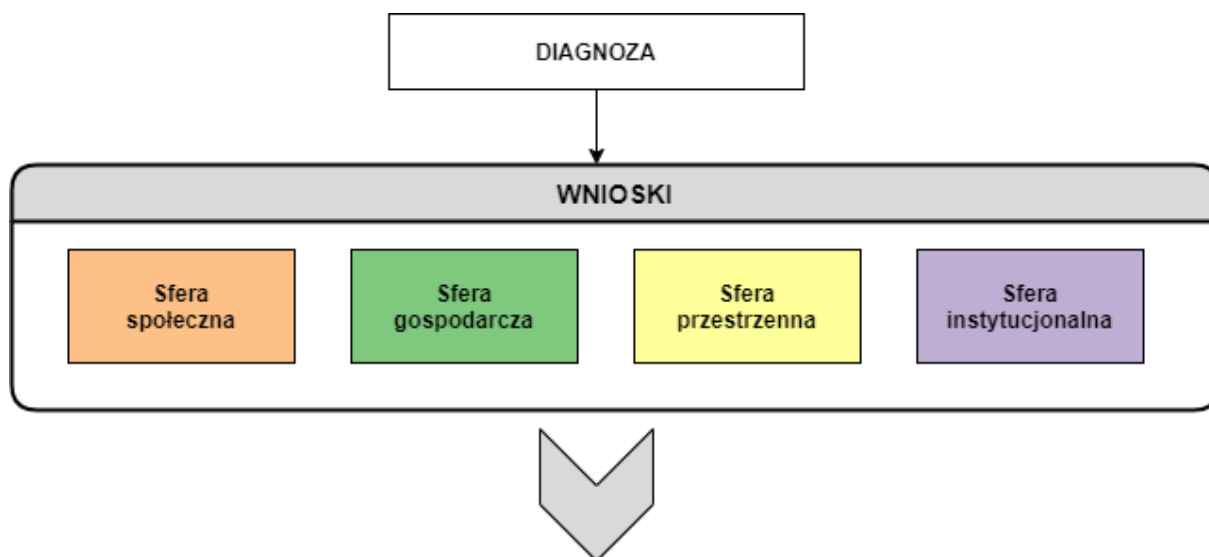 DIAGNOZA
WNIOSKI
Sfera
społeczna
Sfera
gospodarcza
Sfera
przestrzenna
Sfera
instytucjonalna